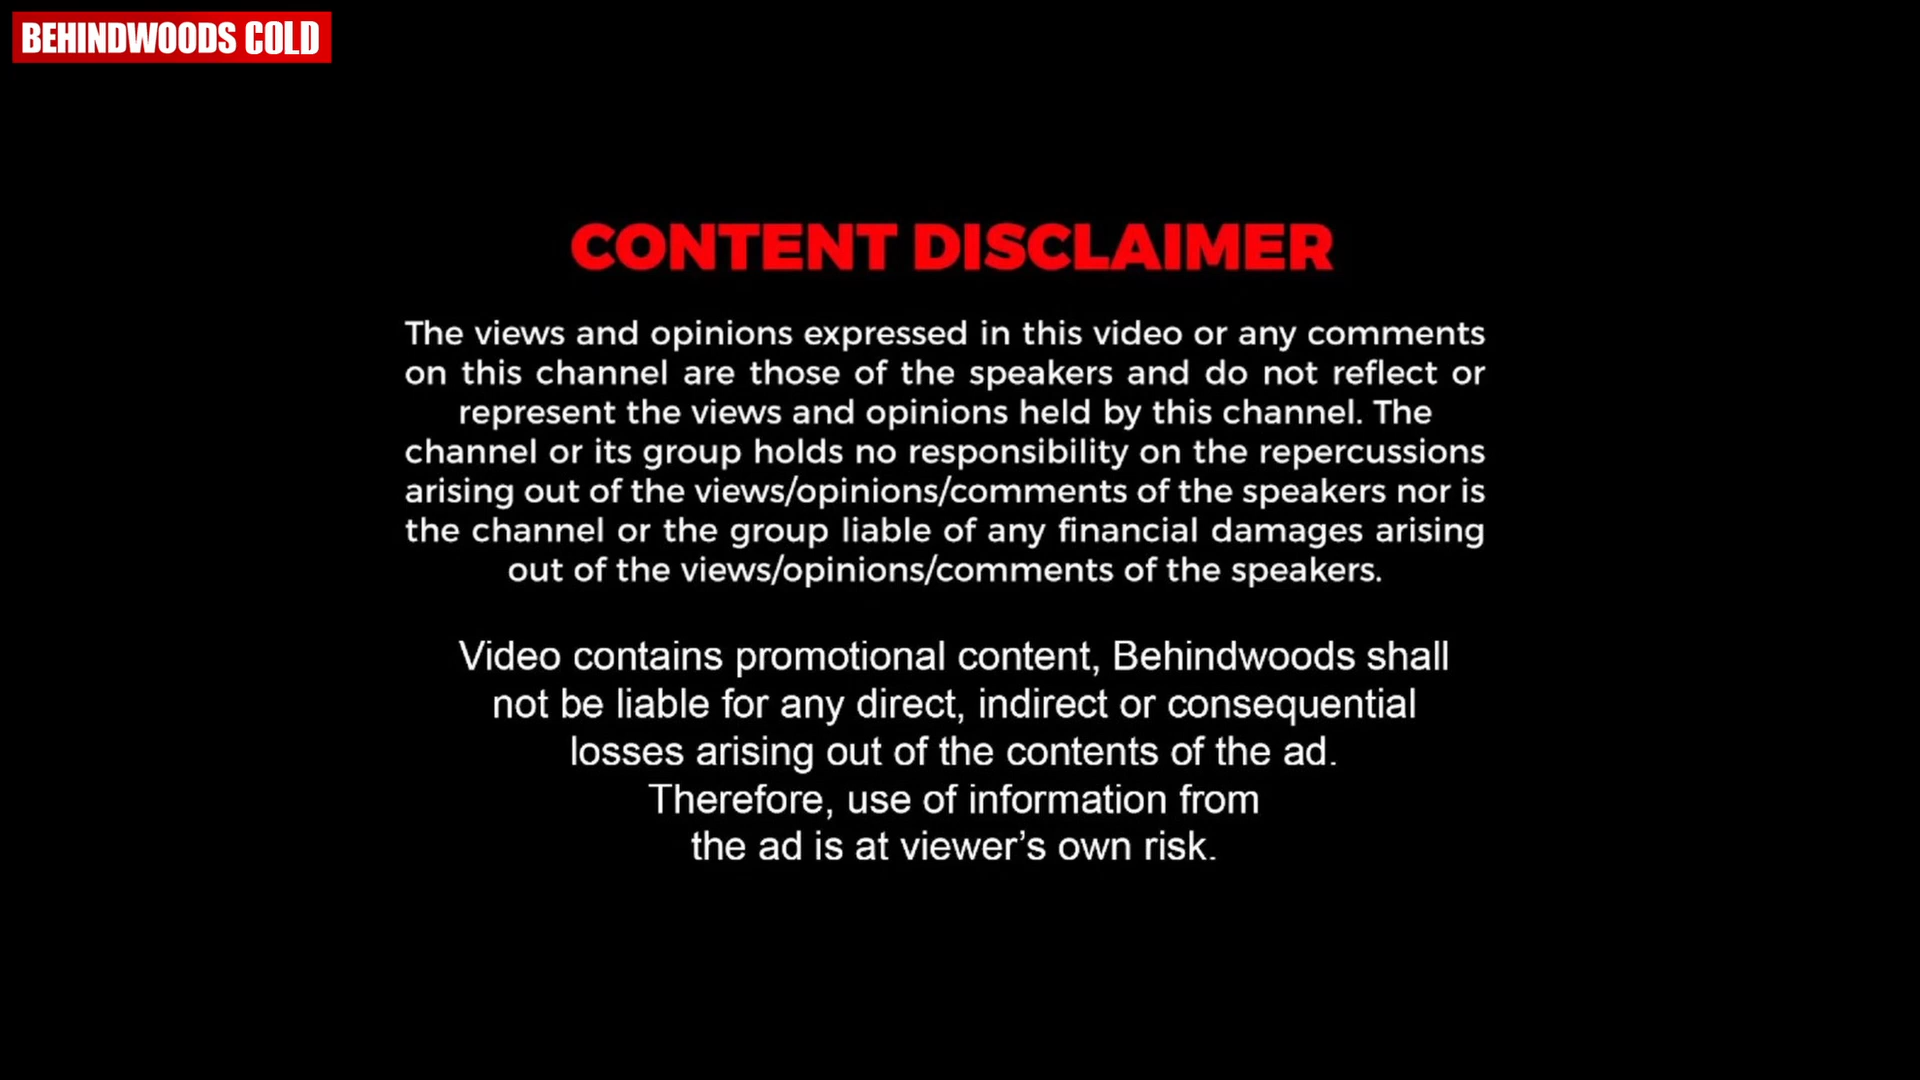 BEHINDWOODS COLD
CONTENT DISCLAIMER
The views and opinions expressed in this video or any comments
on this channel are those of the speakers and do not reflect or
represent the views and opinions held by this channel. The
channel or its group holds no responsibility on the repercussions
arising out of the views/opinions/comments of the speakers nor is
the channel or the group liable of any financial damages arising
out of the views/opinions/comments of the speakers.
Video contains promotional content, Behindwoods shall
not be liable for any direct, indirect or consequential
losses arising out of the contents of the ad.
Therefore, use of information from
the ad is at viewer’s own risk.